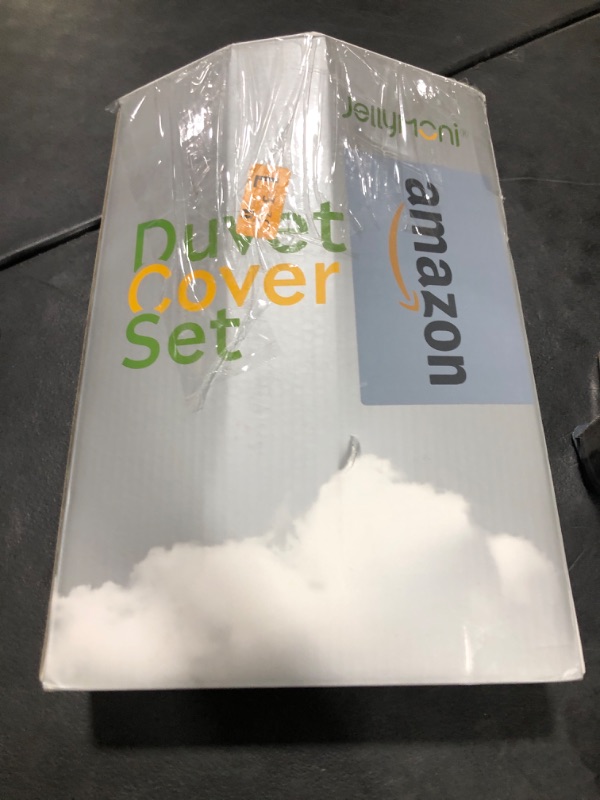 JellyMoni
amazon
Duvet
Cover
Set